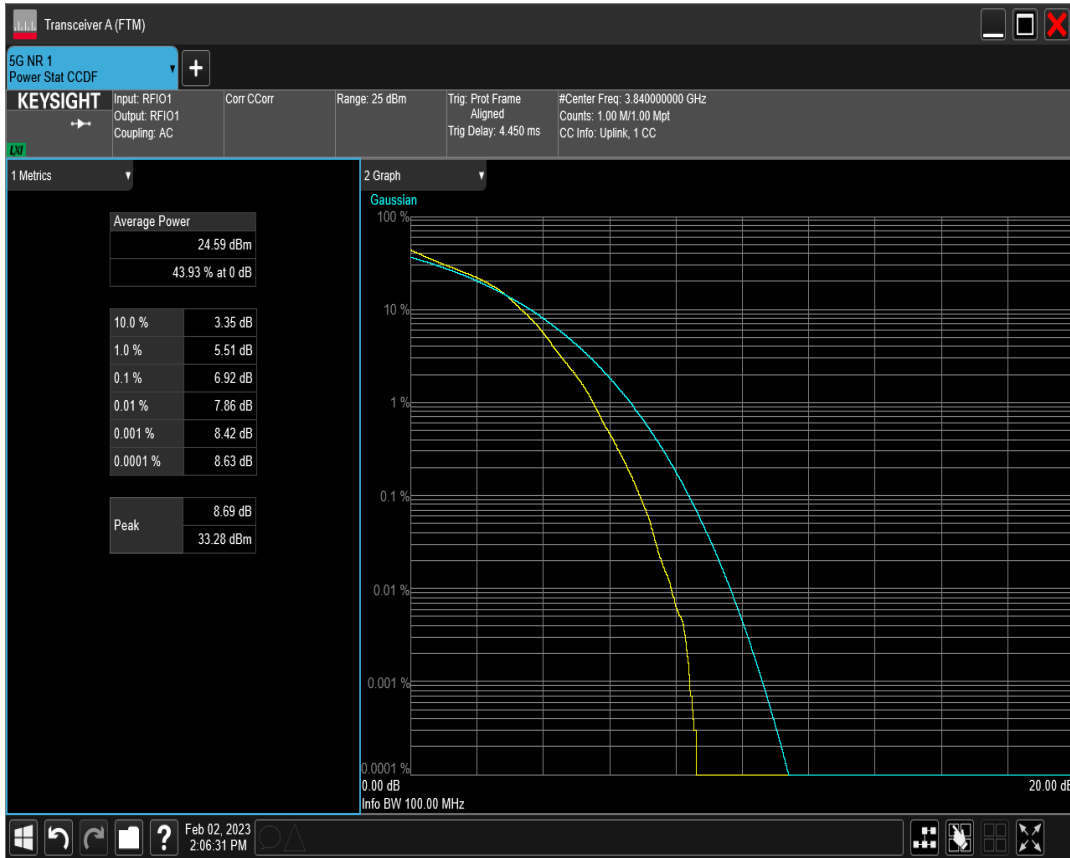 Transceiver A (FTM)
5G NR 1
Power Stat CCDF
KEYSIGHT
LXI
Input: RFIO1
Output: RFIO1
Coupling: AC
Corr CCorr
Range: 25 dBm
Trig: Prot Frame
Aligned
Trig Delay: 4.450 ms
#Center Freq: 3.840000000 GHz
Counts: 1.00 M/1.00 Mpt
CC Info: Uplink, 1 CC
1 Metrics
Average Power
24.59 dBm
43.93 % at 0 dB
10.0 % 3.35 dB
1.0 % 5.51 dB
0.1 % 6.92 dB
0.01 % 7.86 dB
0.001 % 8.42 dB
0.0001 % 8.63 dB
Peak
8.69 dB
33.28 dBm
2 Graph
Gaussian
100 %
10 %
1 %
0.1 %
0.01 %
0.001 %
0.0001 %
0.00 dB
20.00 dB
Info BW 100.00 MHz
Feb 02, 2023
2:06:31 PM